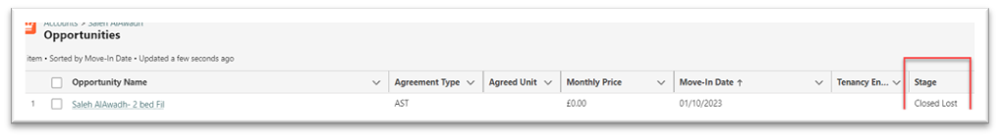 Accounts > Saleh AlAwadh
Opportunities
item • Sorted by Move-In Date • Updated a few seconds ago
Opportunity Name Agreement Type Agreed Unit Monthly Price Move-In Date ↑ Tenancy En... Stage
1 Saleh AlAwadh- 2 bed Fil AST £0.00 01/10/2023 Closed Lost